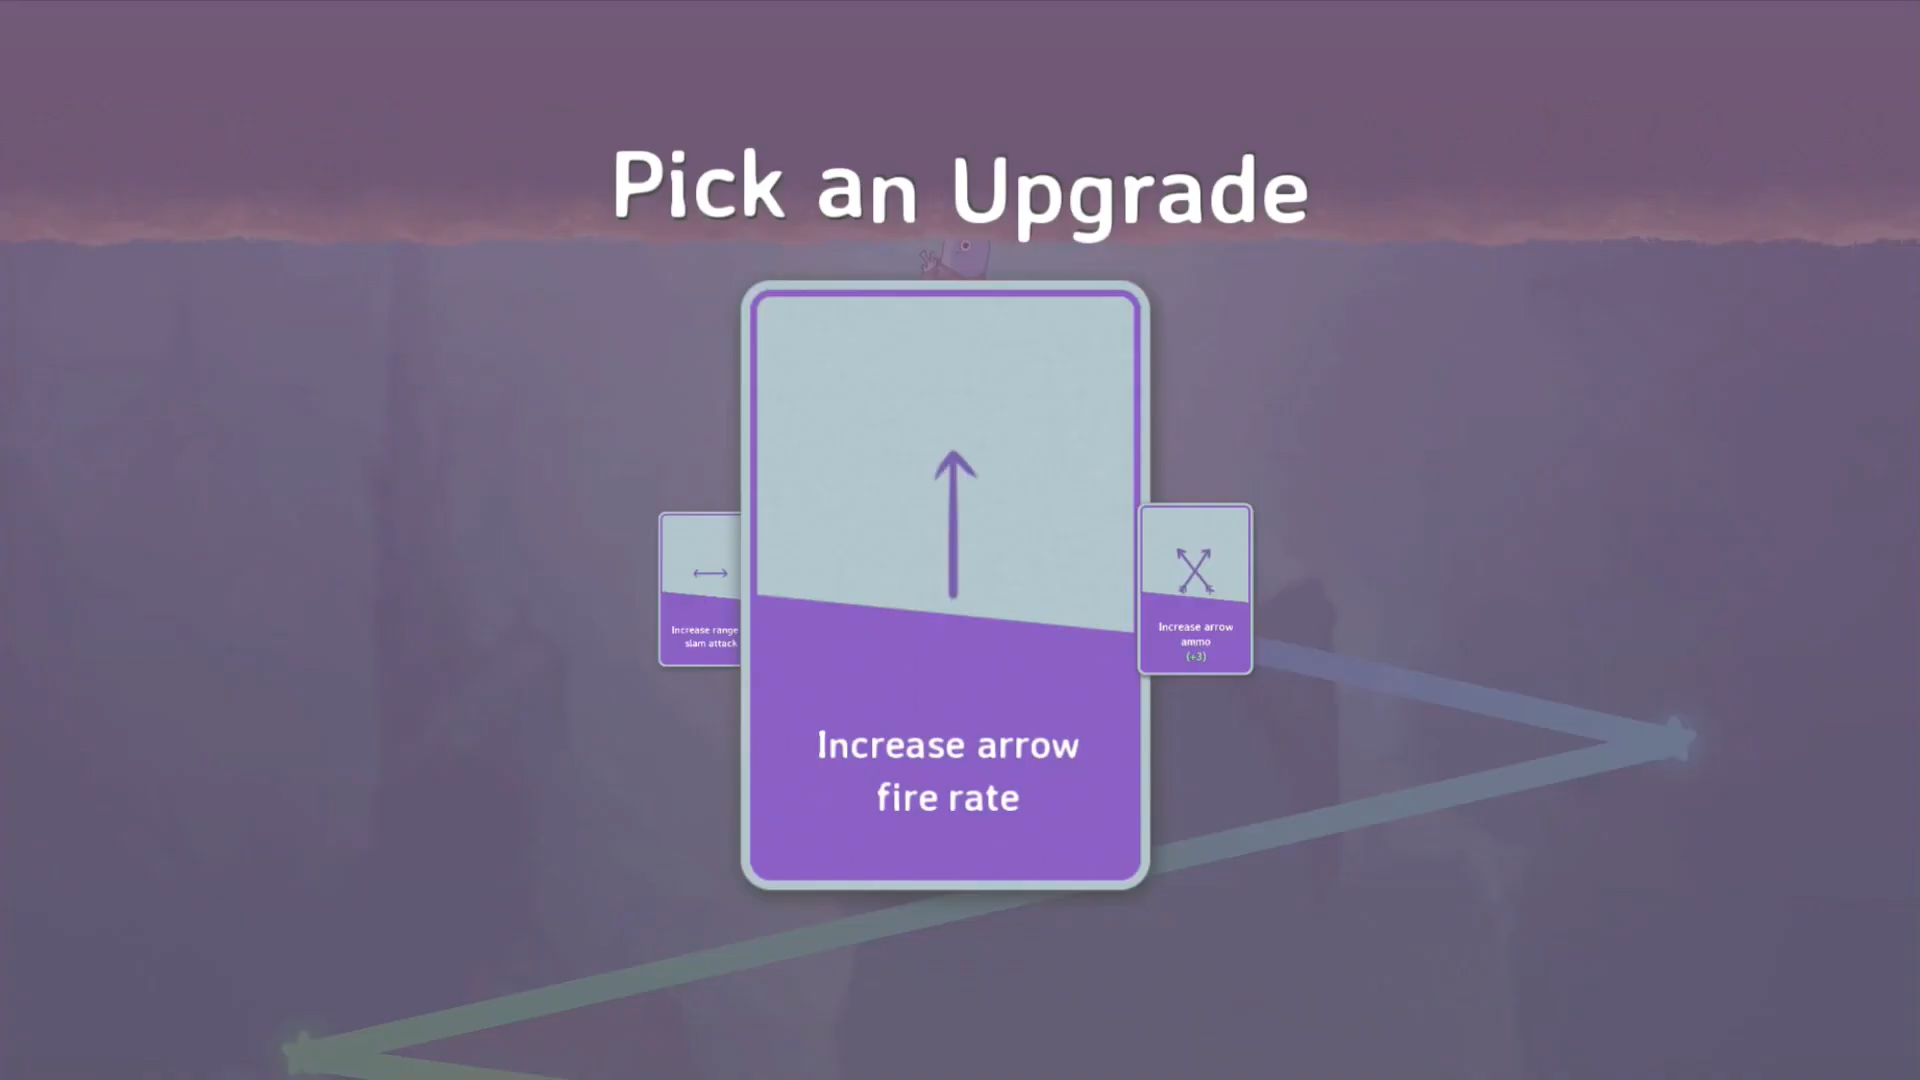 Pick an Upgrade
Increase range
slam attack
Increase arrow
fire rate
Increase arrow
ammo
(+3)